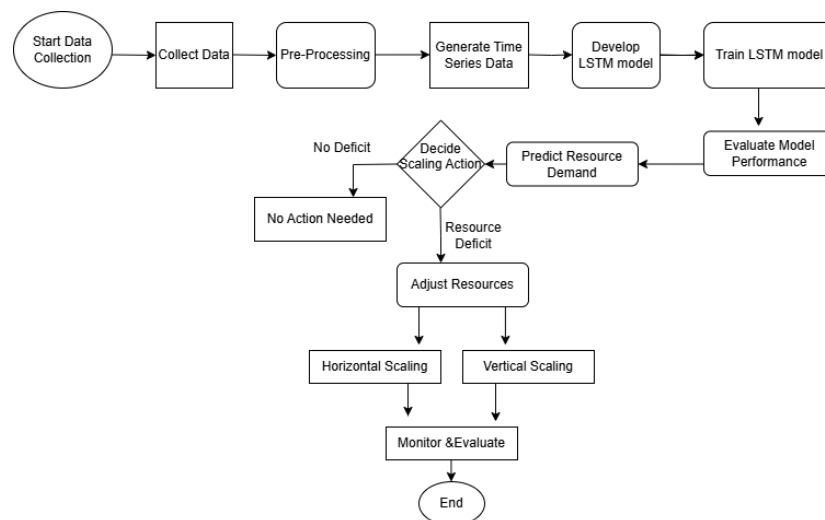 Start Data
Collection
Collect Data
Pre-Processing
Generate Time
Series Data
Develop
LSTM model
Train LSTM model
Evaluate Model
Performance
Predict Resource
Demand
Decide
Scaling Action
No Deficit
No Action Needed
Resource
Deficit
Adjust Resources
Horizontal Scaling
Vertical Scaling
Monitor &Evaluate
End